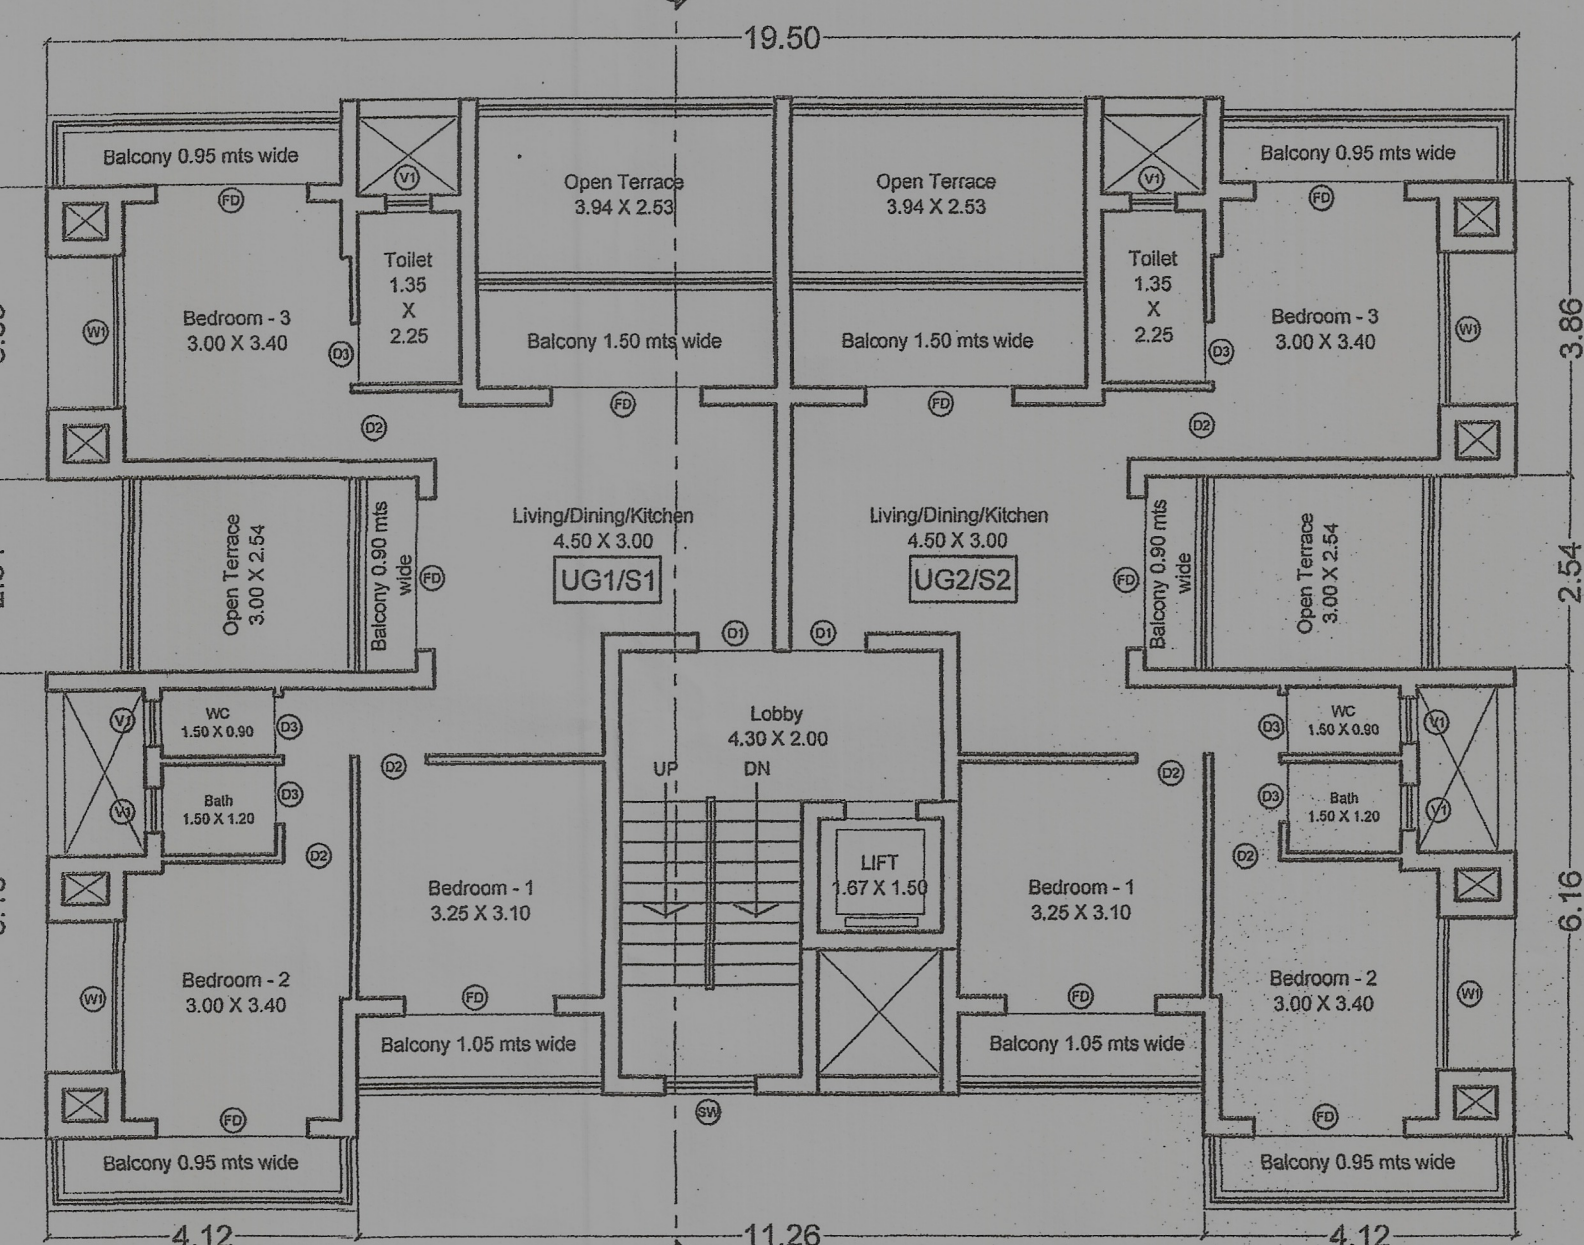 19.50
Balcony 0.95 mts wide
V1
Open Terrace
3.94 X 2.53
Open Terrace
3.94 X 2.53
V1
Balcony 0.95 mts wide
FD
FD
Toilet
1.35
X
2.25
Toilet
1.35
X
2.25
W1
Bedroom - 3
3.00 X 3.40
D3
Balcony 1.50 mts wide
Balcony 1.50 mts wide
D3
Bedroom - 3
3.00 X 3.40
W1
3.86
D2
FD
FD
D2
Open Terrace
3.00 X 2.54
Balcony 0.90 mts
wide
FD
Living/Dining/Kitchen
4.50 X 3.00
UG1/S1
Living/Dining/Kitchen
4.50 X 3.00
UG2/S2
FD
Balcony 0.90 mts
wide
Open Terrace
3.00 X 2.54
2.54
D1
D1
V1
WC
1.50 X 0.90
D3
Lobby
4.30 X 2.00
D3
WC
1.50 X 0.90
V1
D2
UP
DN
D2
V1
Bath
1.50 X 1.20
D3
D3
Bath
1.50 X 1.20
V1
D2
D2
Bedroom - 1
3.25 X 3.10
LIFT
1.67 X 1.50
Bedroom - 1
3.25 X 3.10
6.16
W1
Bedroom - 2
3.00 X 3.40
FD
FD
Bedroom - 2
3.00 X 3.40
W1
Balcony 1.05 mts wide
Balcony 1.05 mts wide
FD
SW
FD
Balcony 0.95 mts wide
Balcony 0.95 mts wide
4.12
11.26
4.12